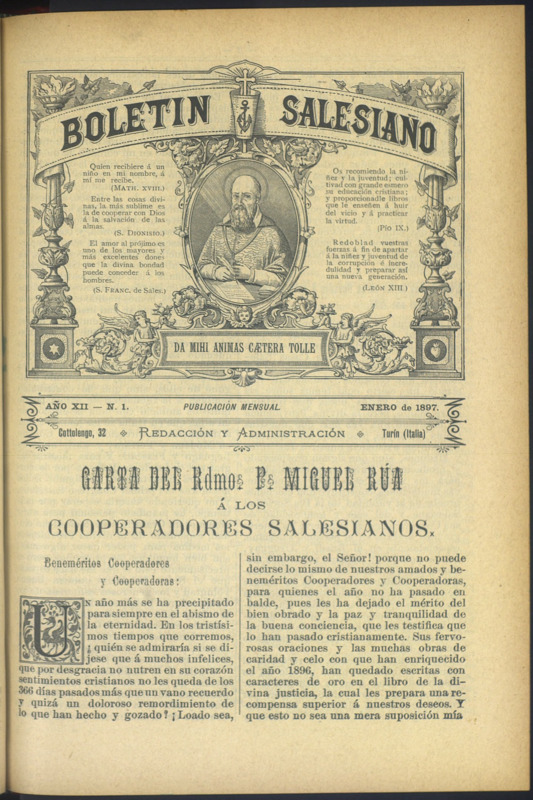 BOLETIN SALESIANO
Quien recibiere á un
niño en mi nombre, á
mí me recibe.
(MATH. XVIII.)
Entre las cosas divi-
nas, la más sublime es
la de cooperar con Dios
á la salvación de las
almas.
(S. DIONISIO.)
El amor al prójimo es
uno de los mayores y
más excelentes dones
que la divina bondad
puede conceder á los
hombres.
(S. FRANC. de Sales.)
Os recomiendo la ni-
ñez y la juventud; cul-
tivad con grande esmero
su educación cristiana;
y proporcionadle libros
que le enseñen á huir
del vicio y á practicar
la virtud.
(Pío IX.)
Redoblad vuestras
fuerzas á fin de apartar
á la niñez y juventud de
la corrupción é incre-
dulidad y preparar así
una nueva generación.
(LEÓN XIII.)
DA MIHI ANIMAS CÆTERA TOLLE
AÑO XII — N. 1. PUBLICACIÓN MENSUAL. ENERO de 1897.
Cottolengo, 32 REDACCIÓN Y ADMINISTRACIÓN Turín (Italia)
CARTA DEL Rdmo. P. MIGUEL RÚA
Á LOS
COOPERADORES SALESIANOS.
Beneméritos Cooperadores
y Cooperadoras:
UN año más se ha precipitado
para siempre en el abismo de
la eternidad. En los tristísi-
mos tiempos que corremos,
¿quién se admiraría si se di-
jese que á muchos infelices,
que por desgracia no nutren en su corazón
sentimientos cristianos no les queda de los
366 días pasados más que un vano recuerdo
y quizá un doloroso remordimiento de
lo que han hecho y gozado? ¡Loado sea,
sin embargo, el Señor! porque no puede
decirse lo mismo de nuestros amados y be-
neméritos Cooperadores y Cooperadoras,
para quienes el año no ha pasado en
balde, pues les ha dejado el mérito del
bien obrado y la paz y tranquilidad de
la buena conciencia, que les testifica que
lo han pasado cristianamente. Sus fervo-
rosas oraciones y las muchas obras de
caridad y celo con que han enriquecido
el año 1896, han quedado escritas con
caracteres de oro en el libro de la di-
vina justicia, la cual les prepara una re-
compensa superior á nuestros deseos. Y
que esto no sea una mera suposición mía